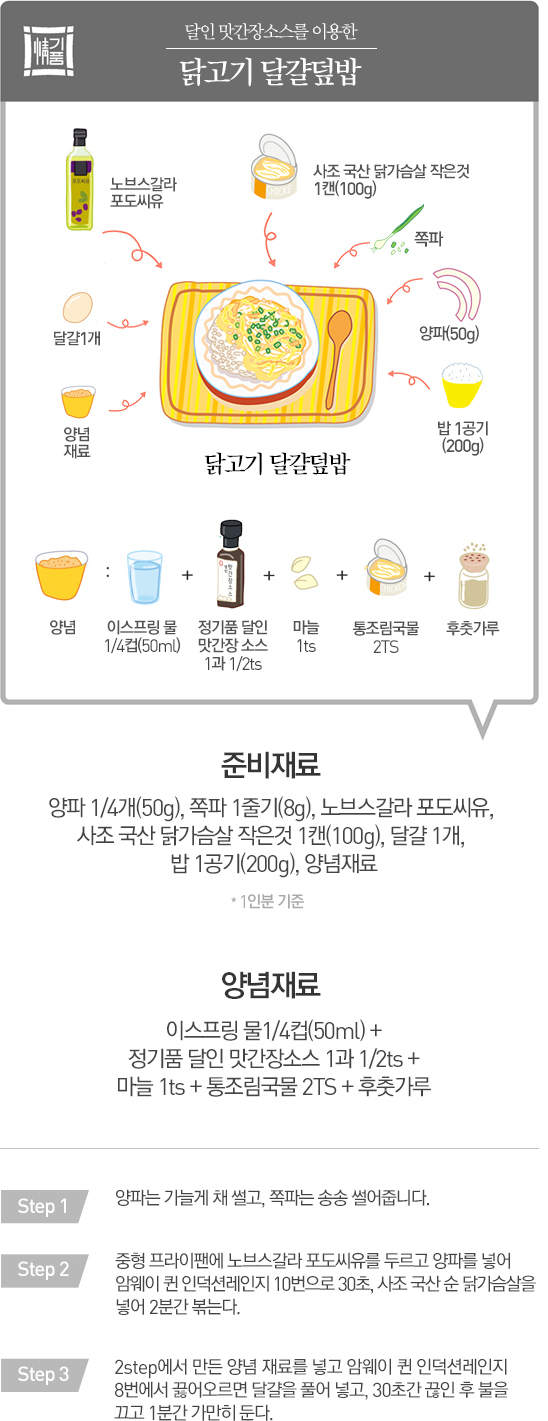 情기품
달인 맛간장소스를 이용한
닭고기 달걀덮밥
포도씨유
노브스갈라
포도씨유
사조 국산 닭가슴살 작은것
1캔(100g)
쪽파
달걀1개
양파(50g)
양념
재료
밥 1공기
(200g)
닭고기 달걀덮밥
맛간장소스
:
+
+
+
+
양념
이스프링 물
1/4컵(50ml)
정기품 달인
맛간장 소스
1과 1/2ts
마늘
1ts
통조림국물
2TS
후춧가루
준비재료
양파 1/4개(50g), 쪽파 1줄기(8g), 노브스갈라 포도씨유,
사조 국산 닭가슴살 작은것 1캔(100g), 달걀 1개,
밥 1공기(200g), 양념재료
* 1인분 기준
양념재료
이스프링 물1/4컵(50ml) +
정기품 달인 맛간장소스 1과 1/2ts +
마늘 1ts + 통조림국물 2TS + 후춧가루
Step 1
양파는 가늘게 채 썰고, 쪽파는 송송 썰어줍니다.
Step 2
중형 프라이팬에 노브스갈라 포도씨유를 두르고 양파를 넣어
암웨이 퀸 인덕션레인지 10번으로 30초, 사조 국산 순 닭가슴살을
넣어 2분간 볶는다.
Step 3
2step에서 만든 양념 재료를 넣고 암웨이 퀸 인덕션레인지
8번에서 끓어오르면 달걀을 풀어 넣고, 30초간 끊인 후 불을
끄고 1분간 가만히 둔다.